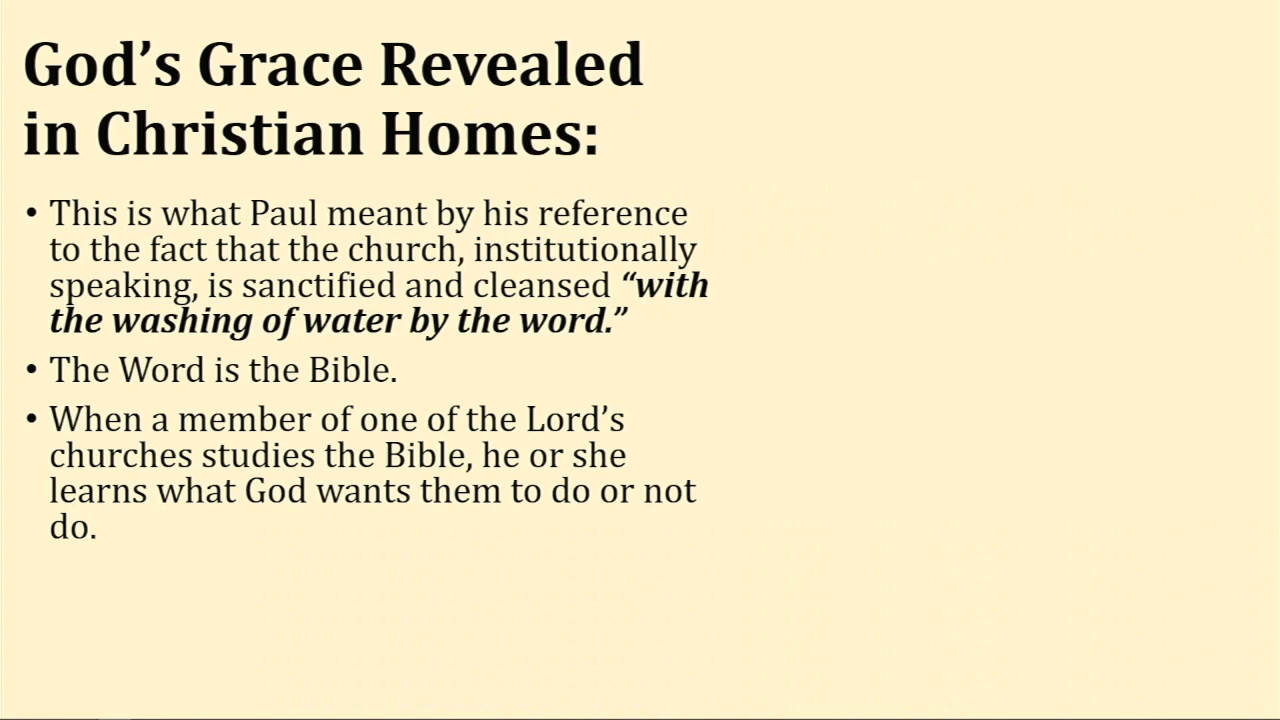 God’s Grace Revealed
in Christian Homes:
• This is what Paul meant by his reference
to the fact that the church, institutionally
speaking, is sanctified and cleansed “with
the washing of water by the word.”
• The Word is the Bible.
• When a member of one of the Lord’s
churches studies the Bible, he or she
learns what God wants them to do or not
do.